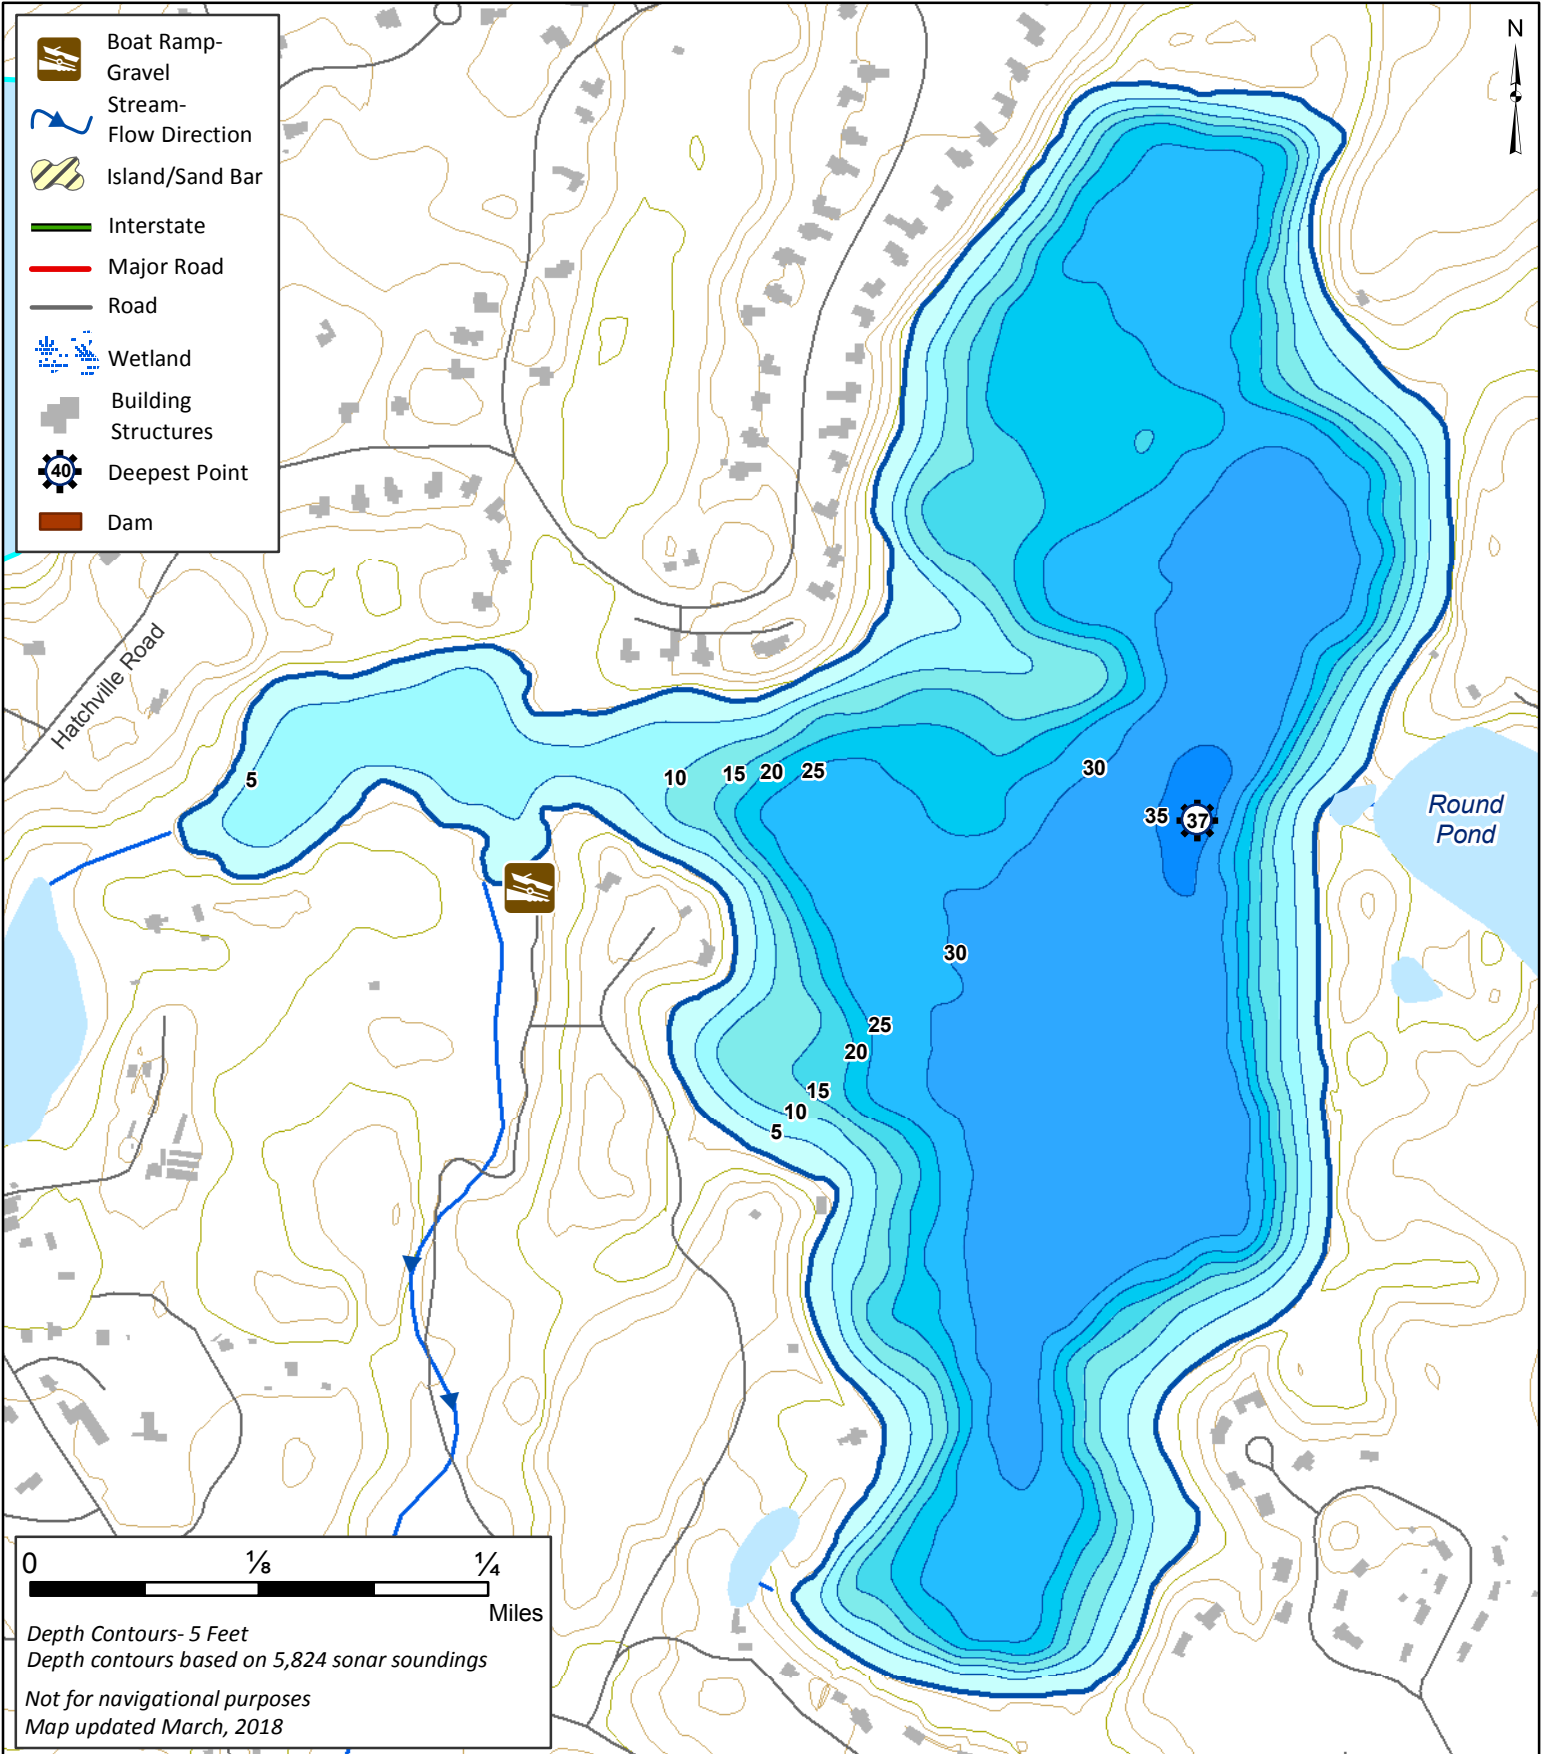 Boat Ramp-
Gravel
Stream-
Flow Direction
Island/Sand Bar
Interstate
Major Road
Road
Wetland
Building
Structures
40
Deepest Point
Dam
N
Hatchville Road
5
10
15
20
25
30
35
37
Round
Pond
30
25
20
15
10
5
0
⅛
¼
Miles
Depth Contours- 5 Feet
Depth contours based on 5,824 sonar soundings
Not for navigational purposes
Map updated March, 2018